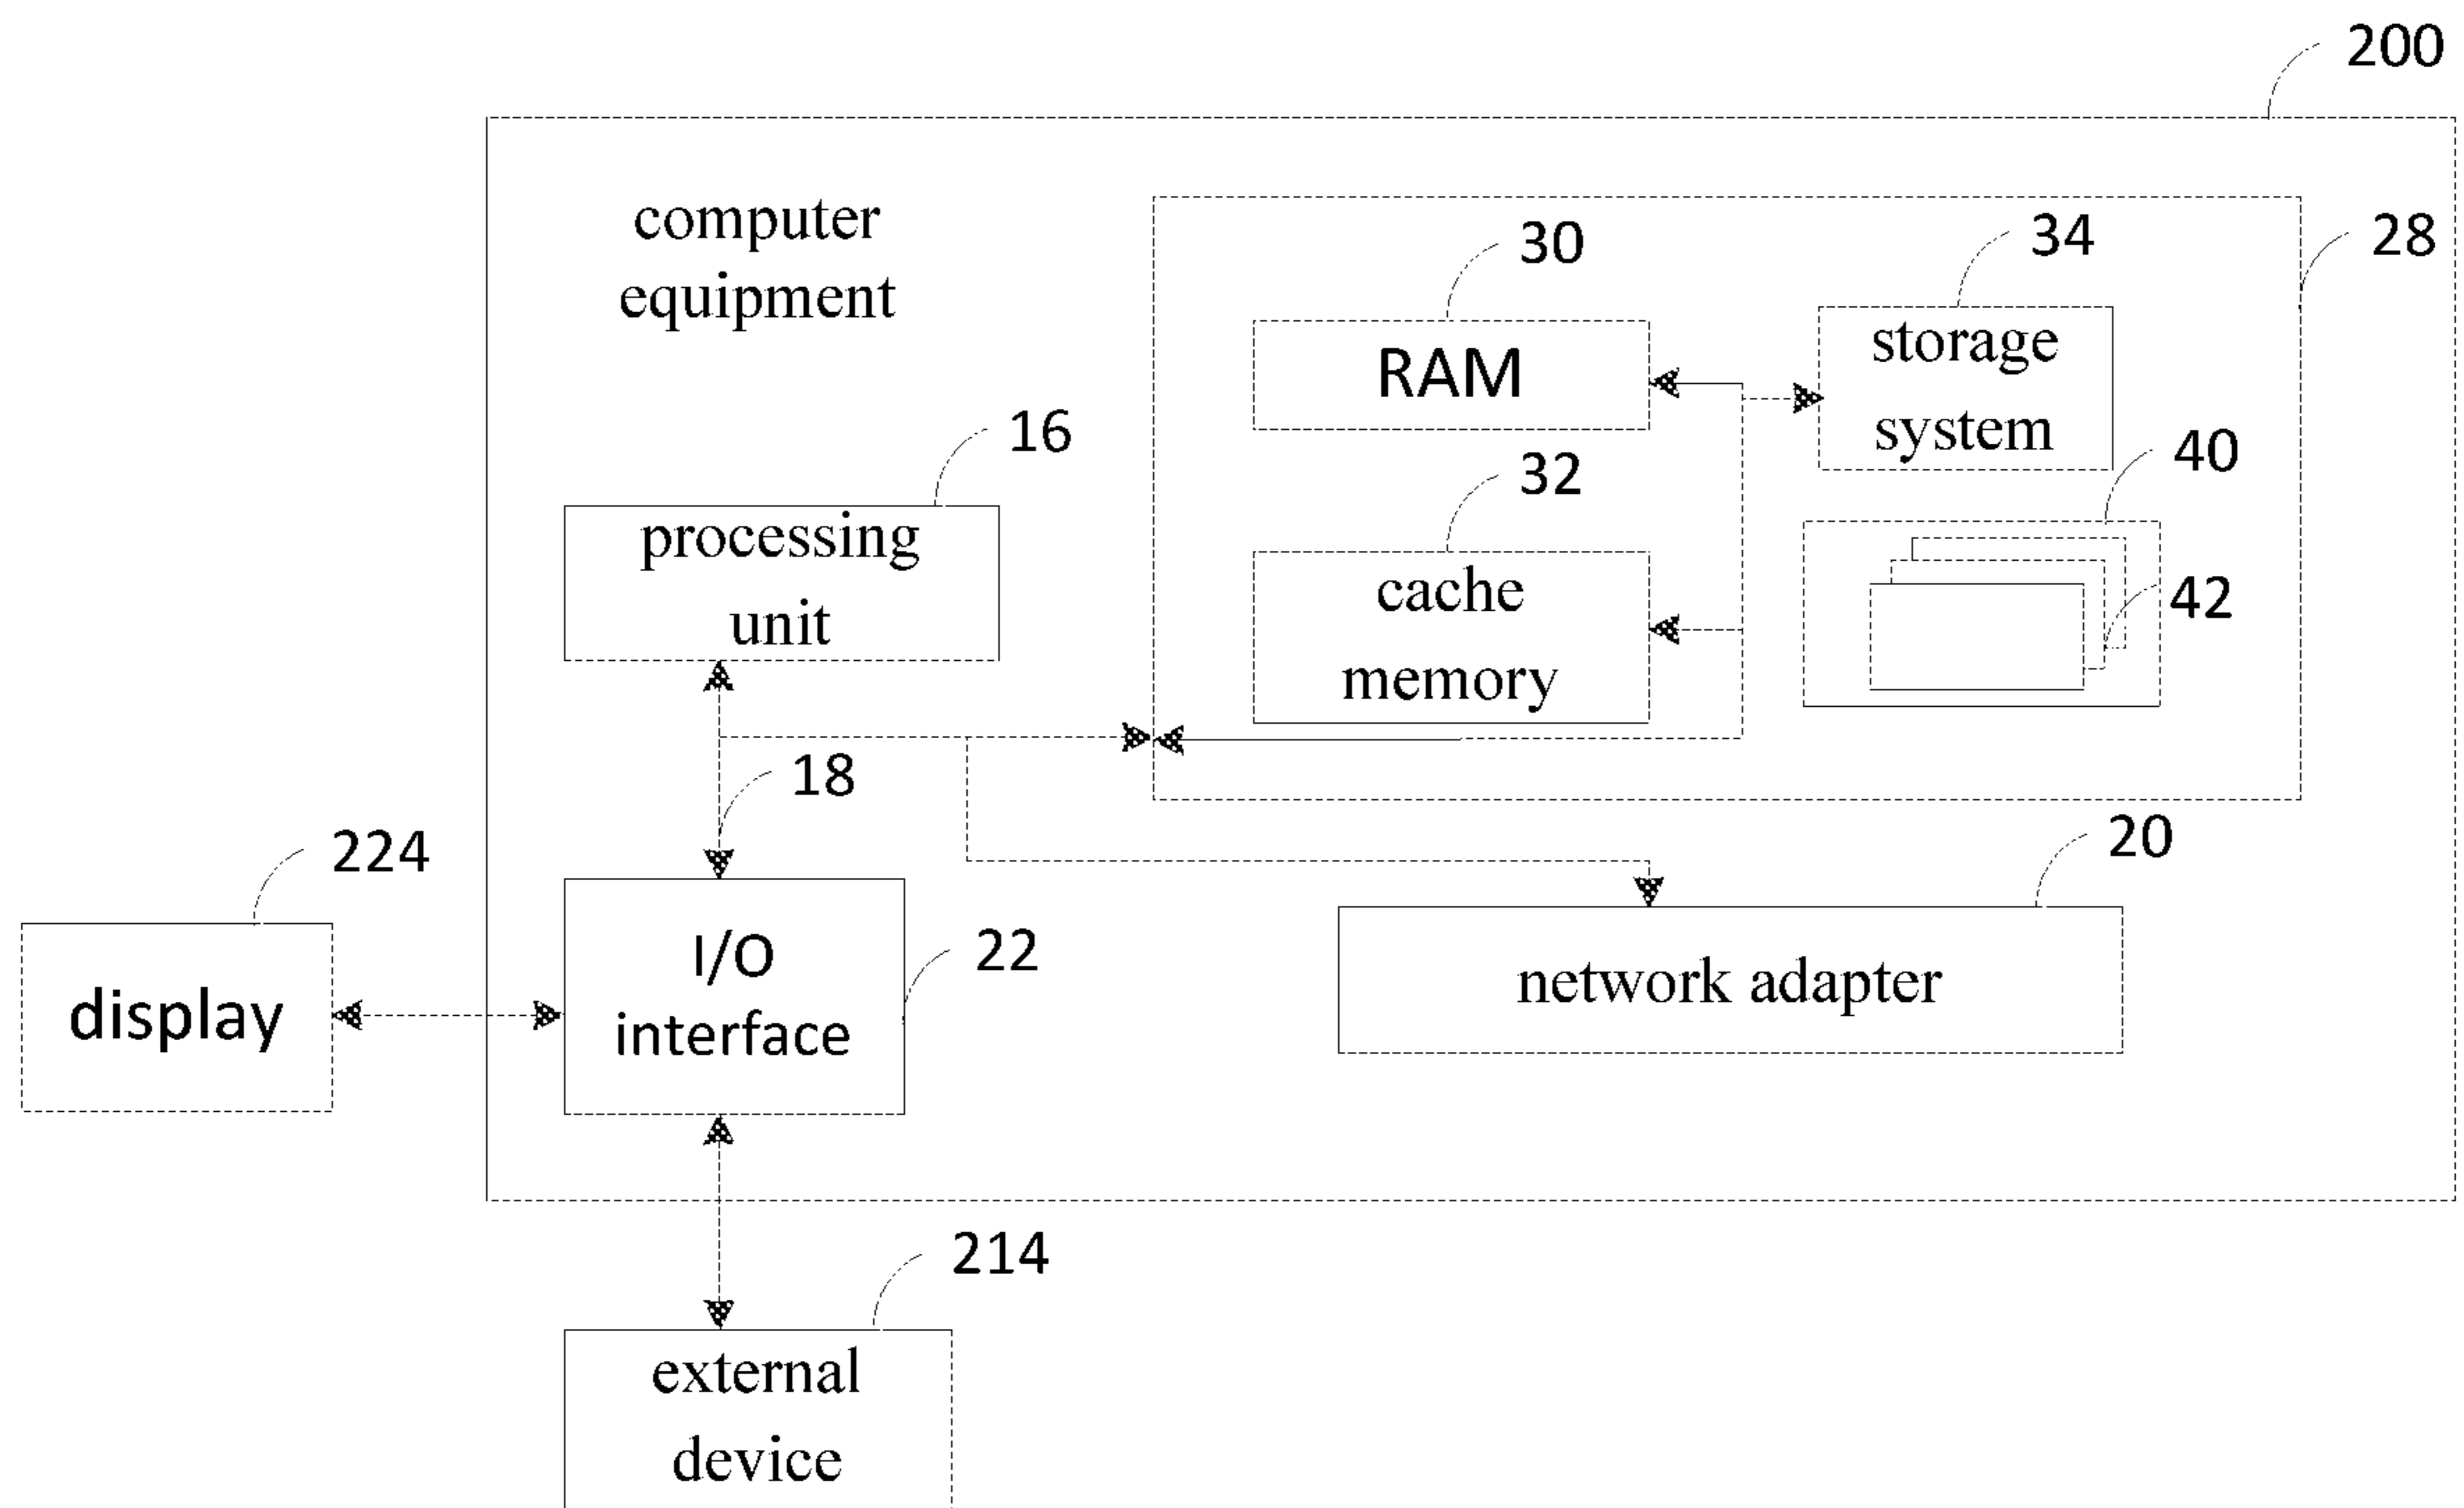 200
computer
equipment
28
30
RAM
34
storage
system
16
processing
unit
32
cache
memory
40
42
18
224
display
I/O
interface
22
20
network adapter
214
external
device